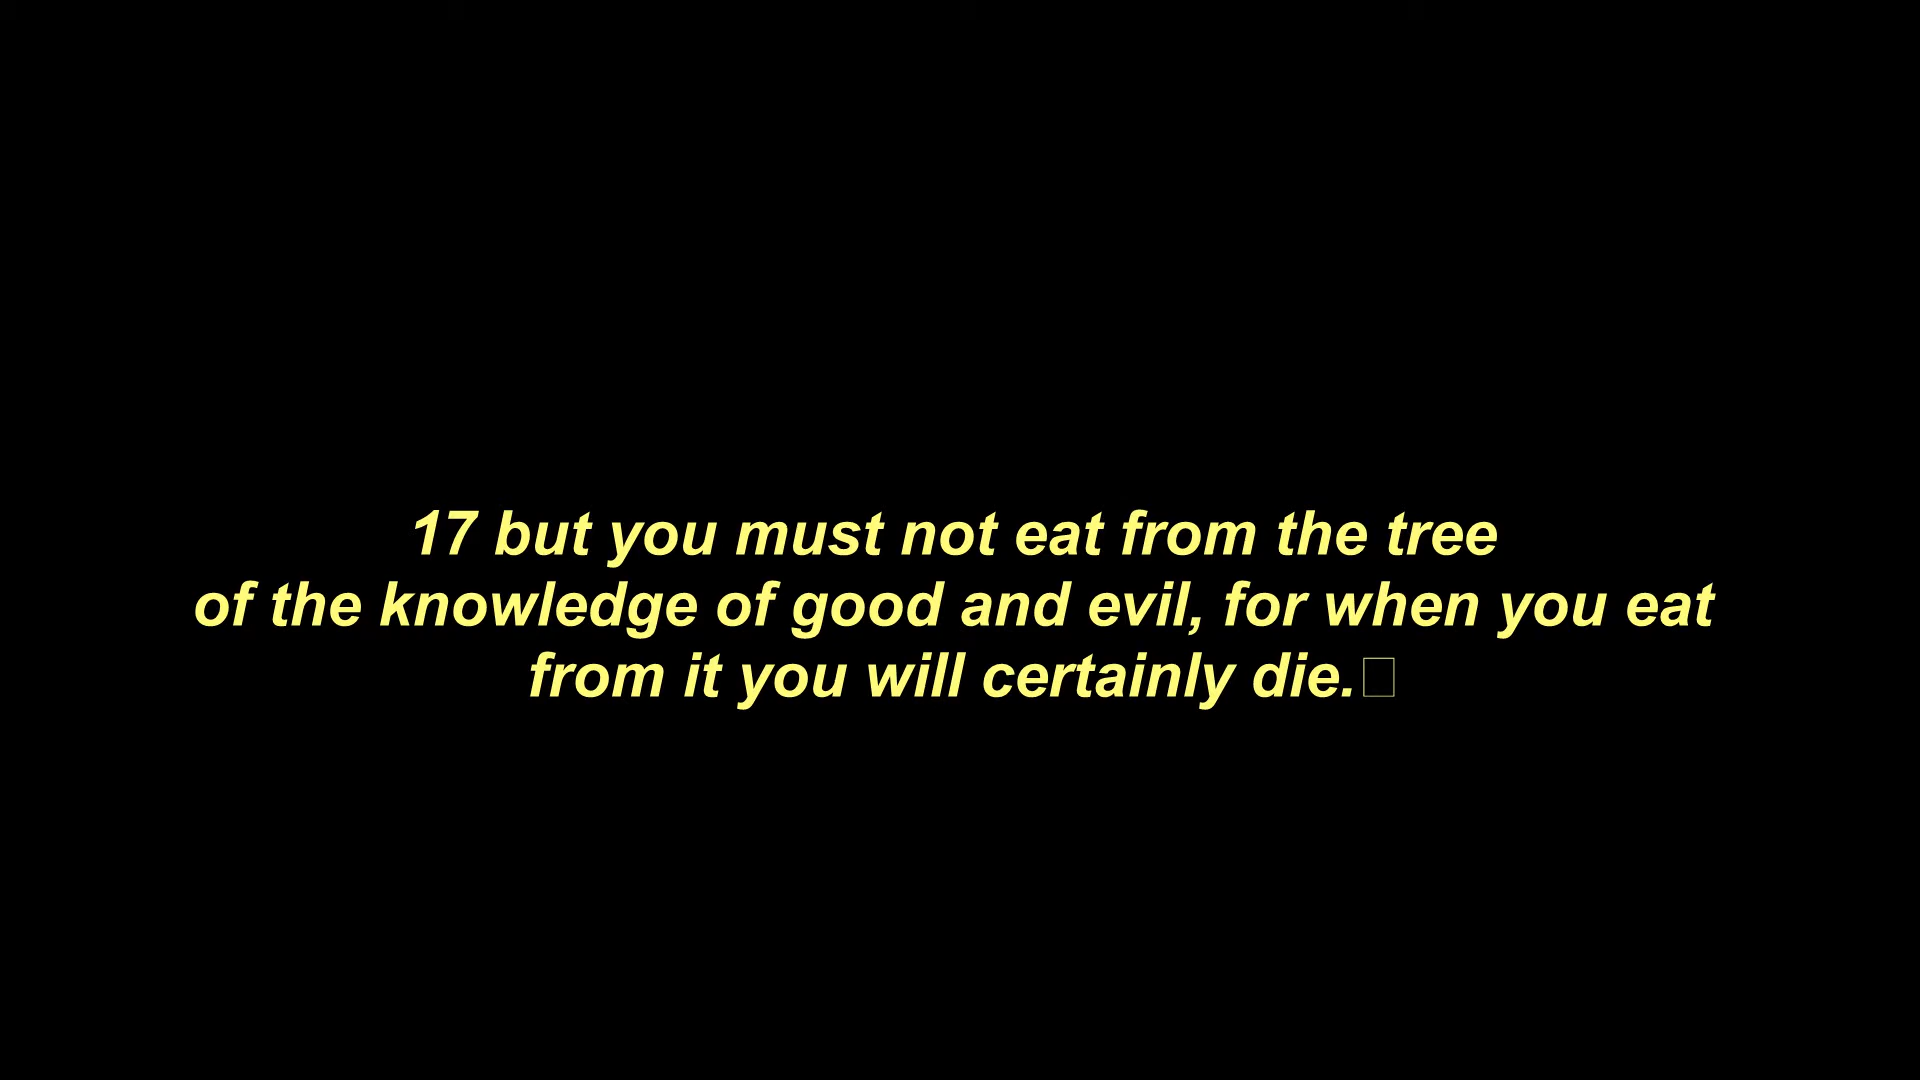 17 but you must not eat from the tree
of the knowledge of good and evil, for when you eat
from it you will certainly die.